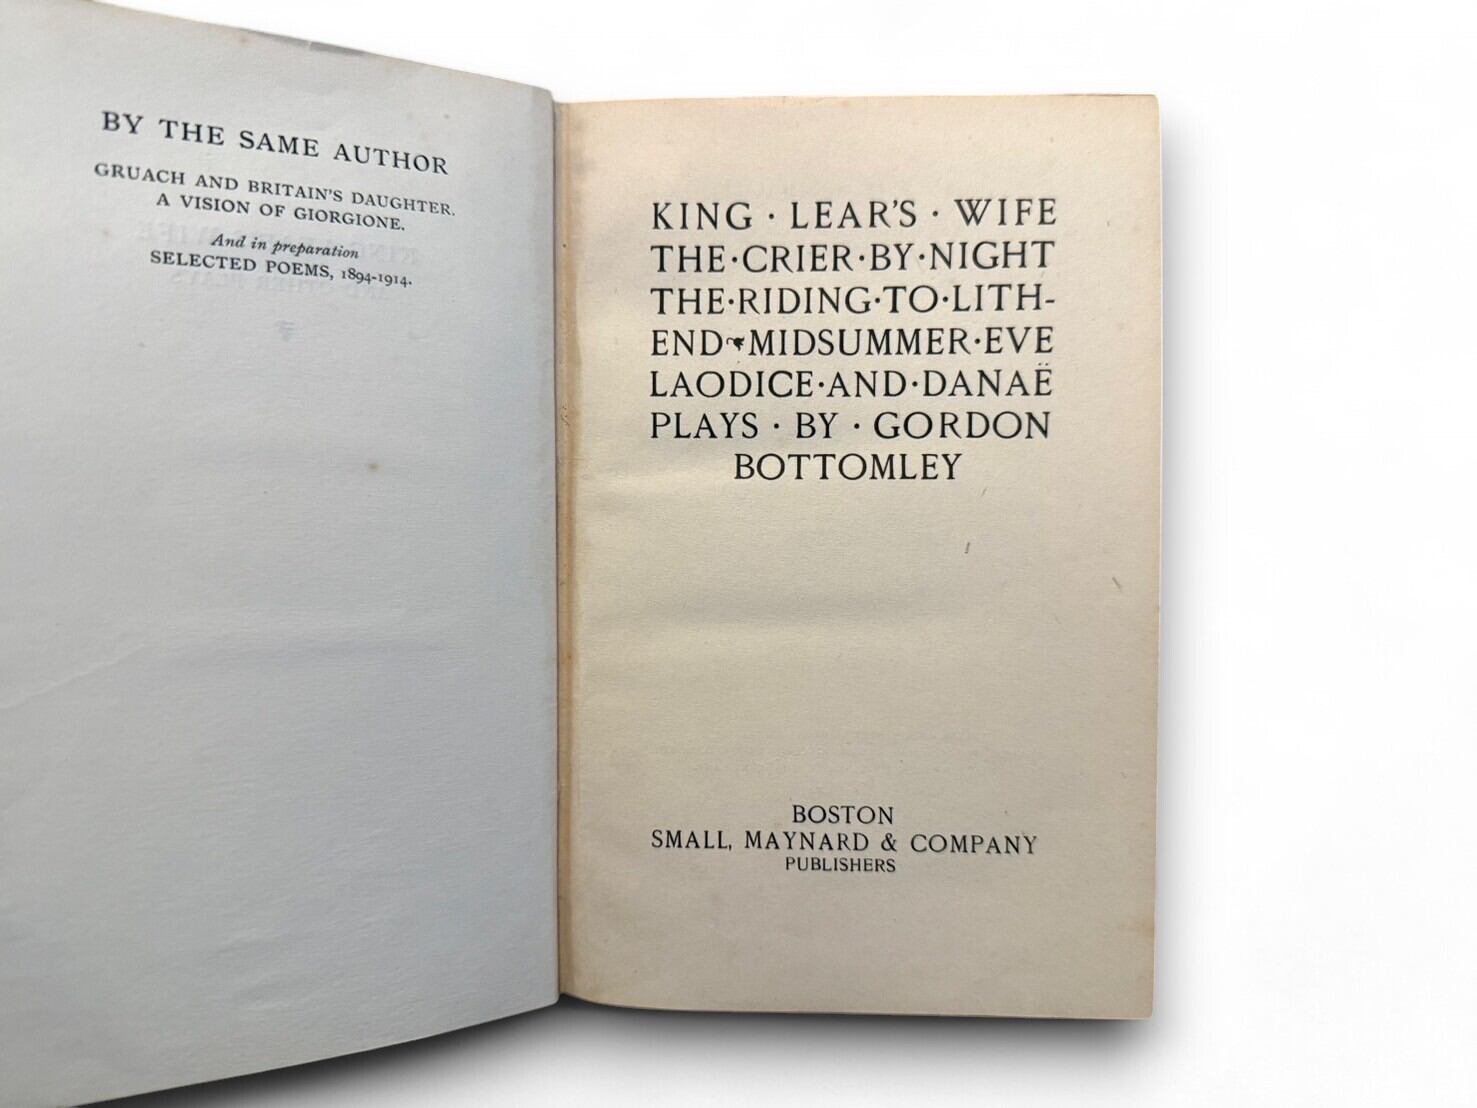 BY THE SAME AUTHOR
GRUACH AND BRITAIN'S DAUGHTER.
A VISION OF GIORGIONE.
And in preparation
SELECTED POEMS, 1894-1914.
KING · LEAR'S · WIFE
THE·CRIER·BY·NIGHT
THE·RIDING·TO·LITH-
END❧MIDSUMMER·EVE
LAODICE·AND·DANAË
PLAYS · BY · GORDON
BOTTOMLEY
BOSTON
SMALL, MAYNARD & COMPANY
PUBLISHERS